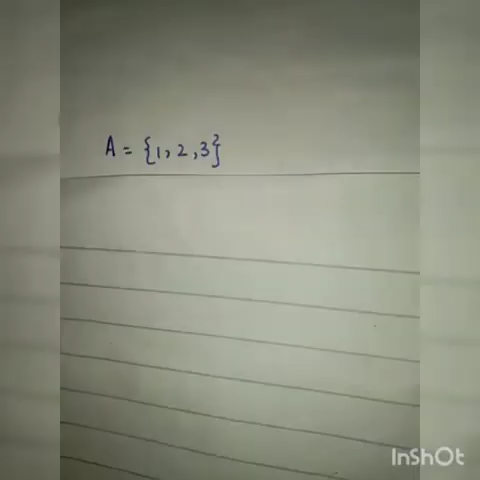 A = {1, 2, 3}
InShOt